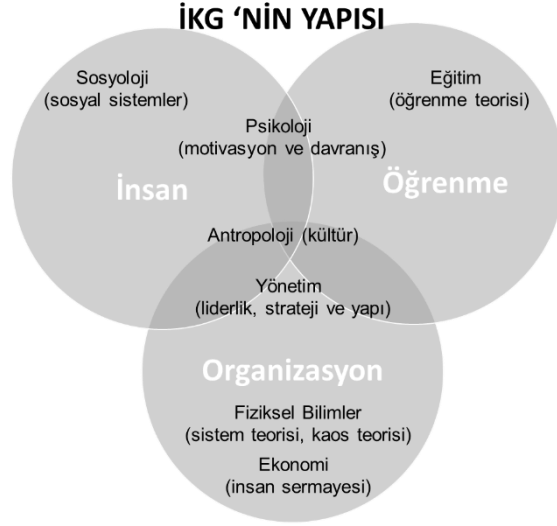 İKG ‘NİN YAPISI
Sosyoloji
(sosyal sistemler)
Eğitim
(öğrenme teorisi)
Psikoloji
(motivasyon ve davranış)
İnsan
Öğrenme
Antropoloji (kültür)
Yönetim
(liderlik, strateji ve yapı)
Organizasyon
Fiziksel Bilimler
(sistem teorisi, kaos teorisi)
Ekonomi
(insan sermayesi)